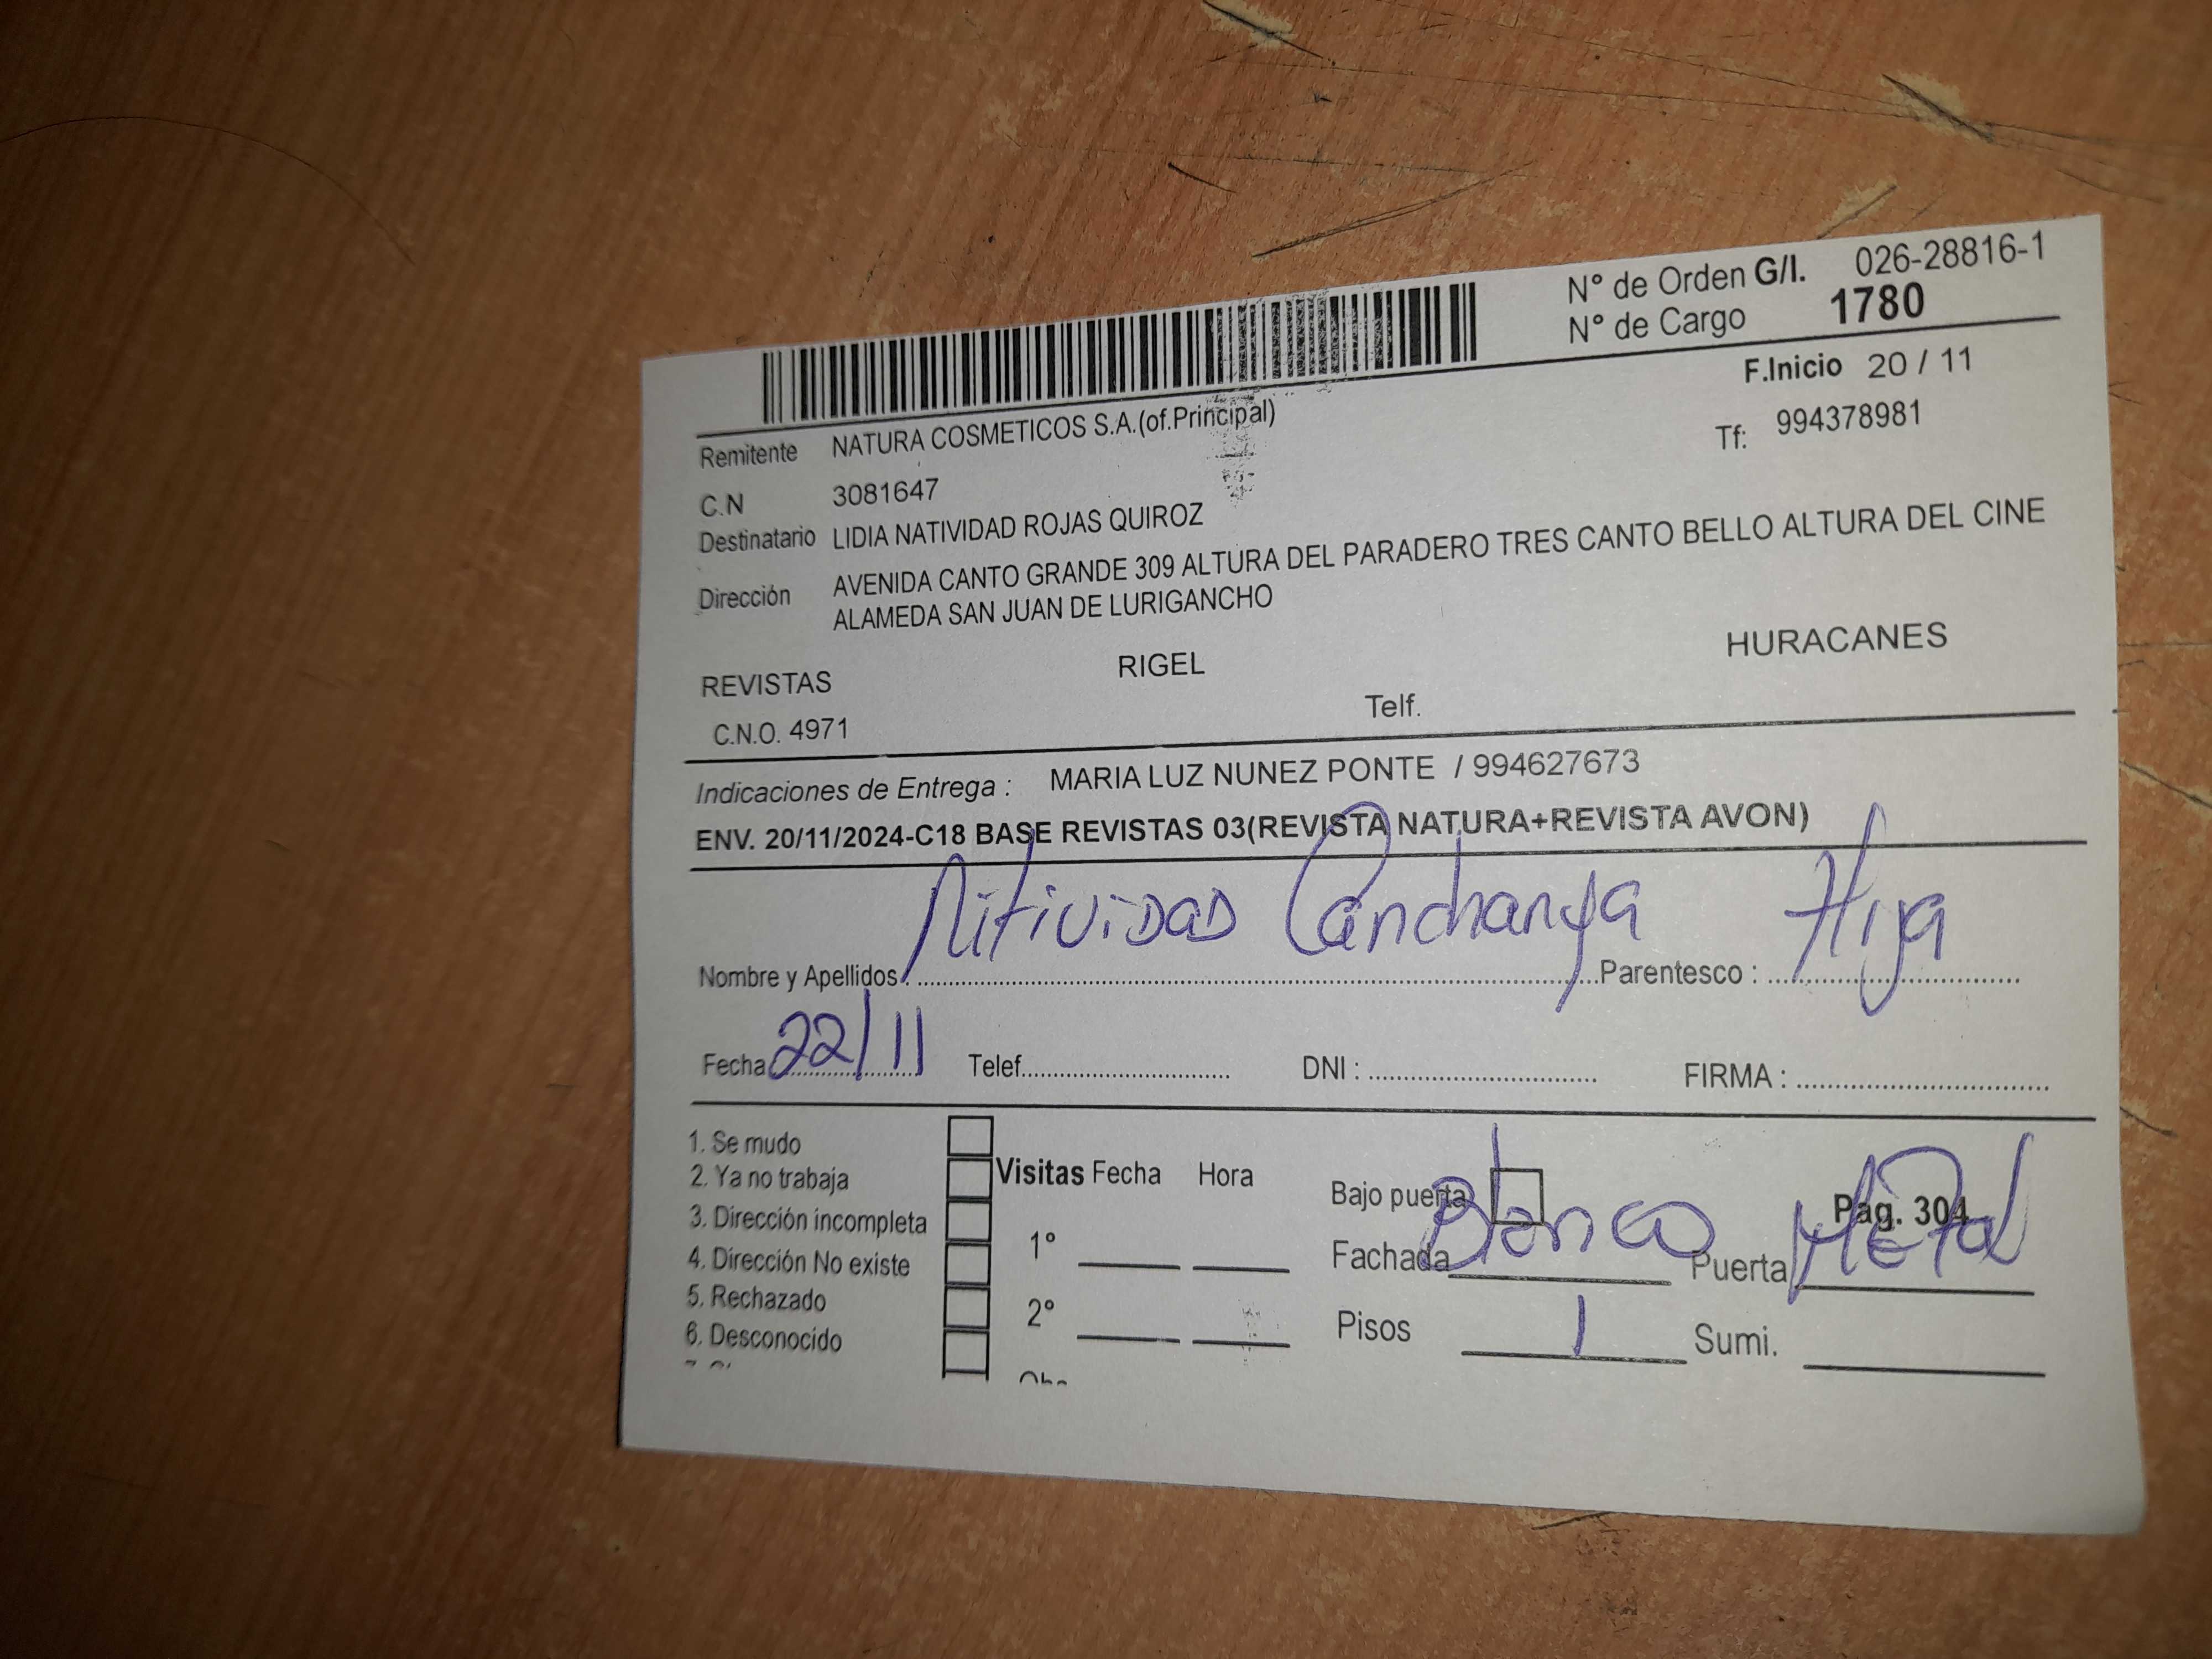 N° de Orden G/I. 026-28816-1
N° de Cargo 1780
F.Inicio 20 / 11
Remitente NATURA COSMETICOS S.A.(of.Principal)
Tf: 994378981
C.N 3081647
Destinatario LIDIA NATIVIDAD ROJAS QUIROZ
Dirección AVENIDA CANTO GRANDE 309 ALTURA DEL PARADERO TRES CANTO BELLO ALTURA DEL CINE
ALAMEDA SAN JUAN DE LURIGANCHO
REVISTAS RIGEL HURACANES
C.N.O. 4971 Telf.
Indicaciones de Entrega : MARIA LUZ NUNEZ PONTE / 994627673
ENV. 20/11/2024-C18 BASE REVISTAS 03(REVISTA NATURA+REVISTA AVON)
Nombre y Apellidos : Nitividad Canchanya Parentesco : Hija
Fecha 22/11 Telef. DNI : FIRMA :
1. Se mudo
2. Ya no trabaja
3. Dirección incompleta
4. Dirección No existe
5. Rechazado
6. Desconocido
Visitas Fecha Hora
1°
2°
Bajo puerta Pag. 304
Fachada Blanco Puerta Metal
Pisos 1 Sumi.